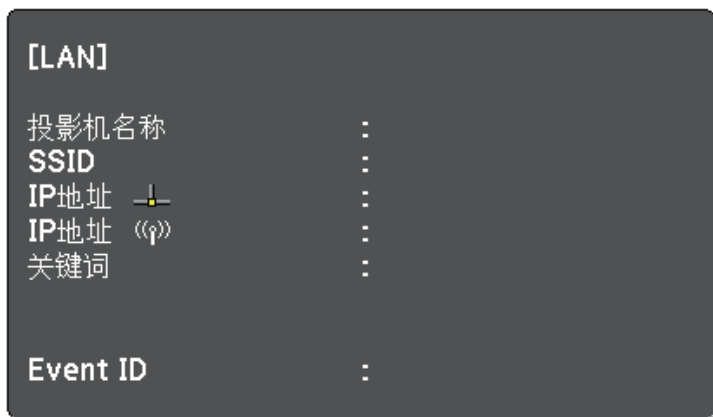 [LAN]
投影机名称 :
SSID :
IP地址 :
IP地址 :
关键词 :
Event ID :